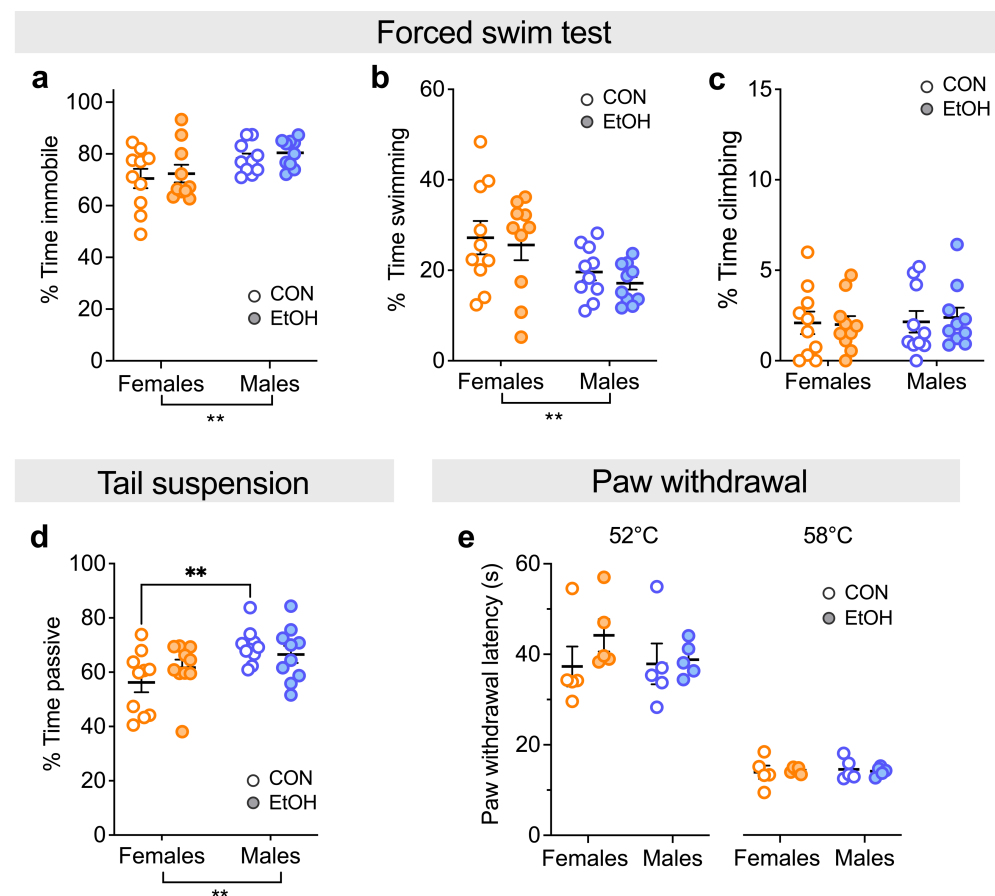 Forced swim test
a
% Time immobile
100
80
60
40
20
0
CON
EtOH
Females Males
**
b
% Time swimming
60
40
20
0
CON
EtOH
Females Males
**
c
% Time climbing
15
10
5
0
CON
EtOH
Females Males
Tail suspension
d
% Time passive
100
80
60
40
20
0
**
CON
EtOH
Females Males
**
Paw withdrawal
e
52°C 58°C
Paw withdrawal latency (s)
60
40
20
0
CON
EtOH
Females Males Females Males